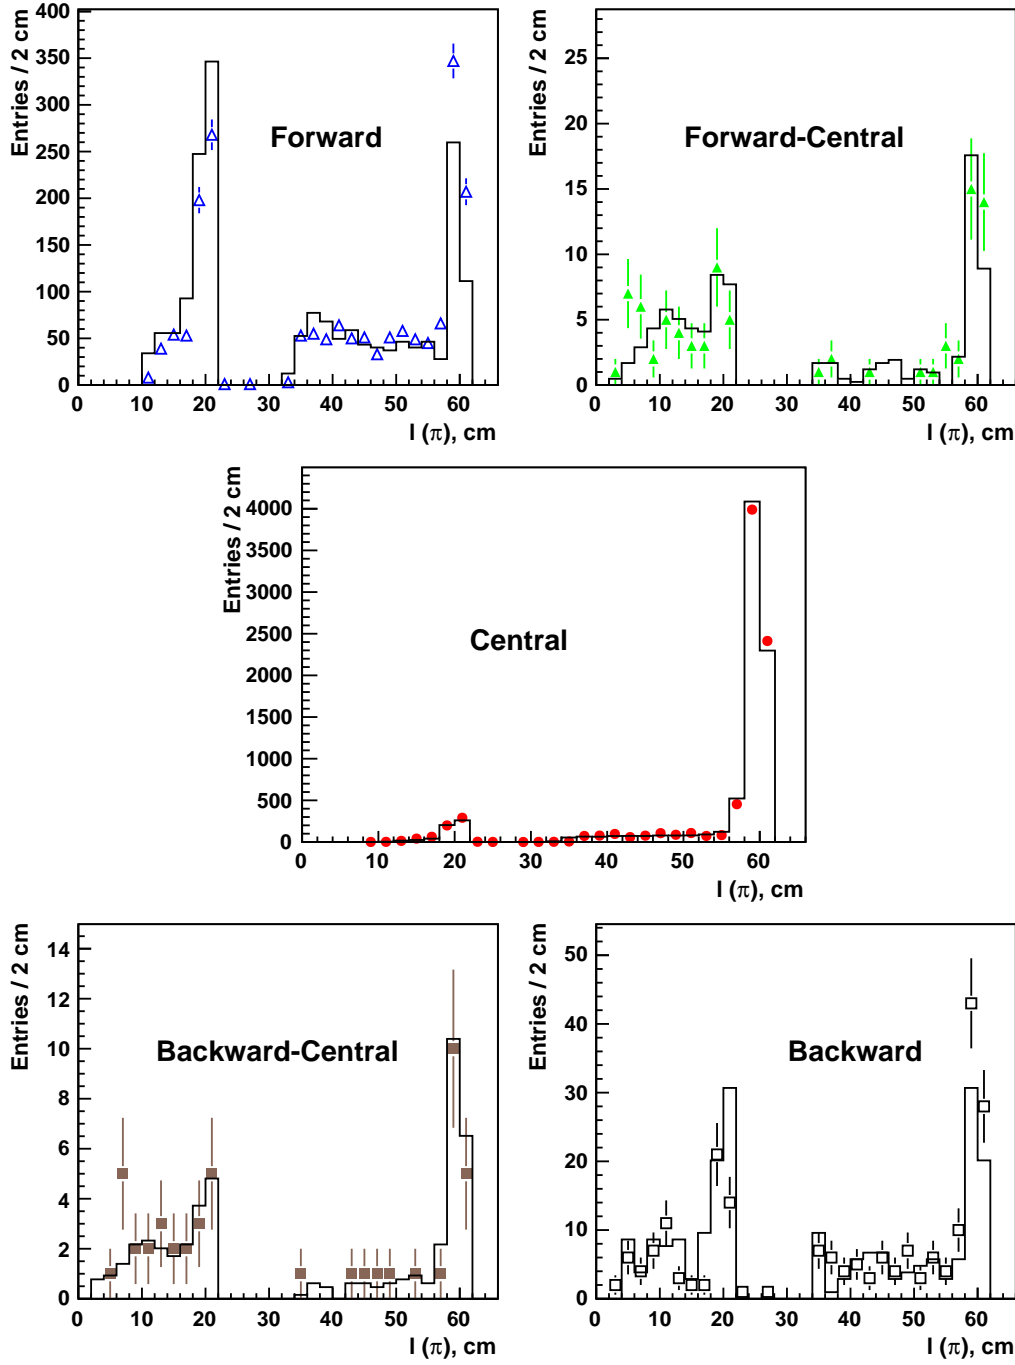 Entries / 2 cm
400
350
300
250
200
150
100
50
0
Forward
0 10 20 30 40 50 60
l (π), cm
Entries / 2 cm
25
20
15
10
5
0
Forward-Central
0 10 20 30 40 50 60
l (π), cm
Entries / 2 cm
4000
3500
3000
2500
2000
1500
1000
500
0
Central
0 10 20 30 40 50 60
l (π), cm
Entries / 2 cm
14
12
10
8
6
4
2
0
Backward-Central
0 10 20 30 40 50 60
l (π), cm
Entries / 2 cm
50
40
30
20
10
0
Backward
0 10 20 30 40 50 60
l (π), cm